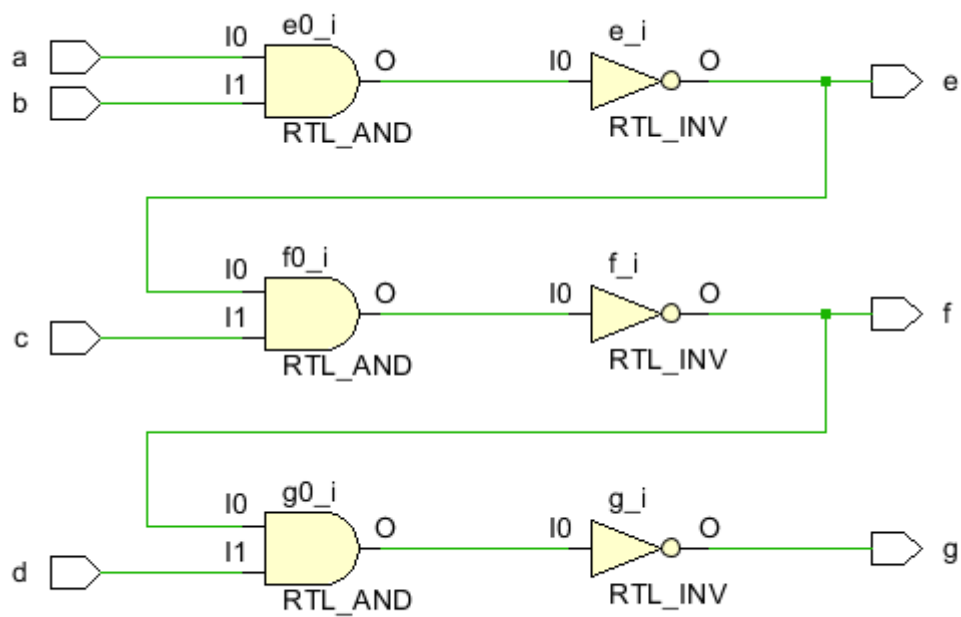 e0_i e_i
a I0 O I0 O e
b I1
RTL_AND RTL_INV
f0_i f_i
I0 O I0 O
c I1 f
RTL_AND RTL_INV
g0_i g_i
I0 O I0 O
d I1 g
RTL_AND RTL_INV